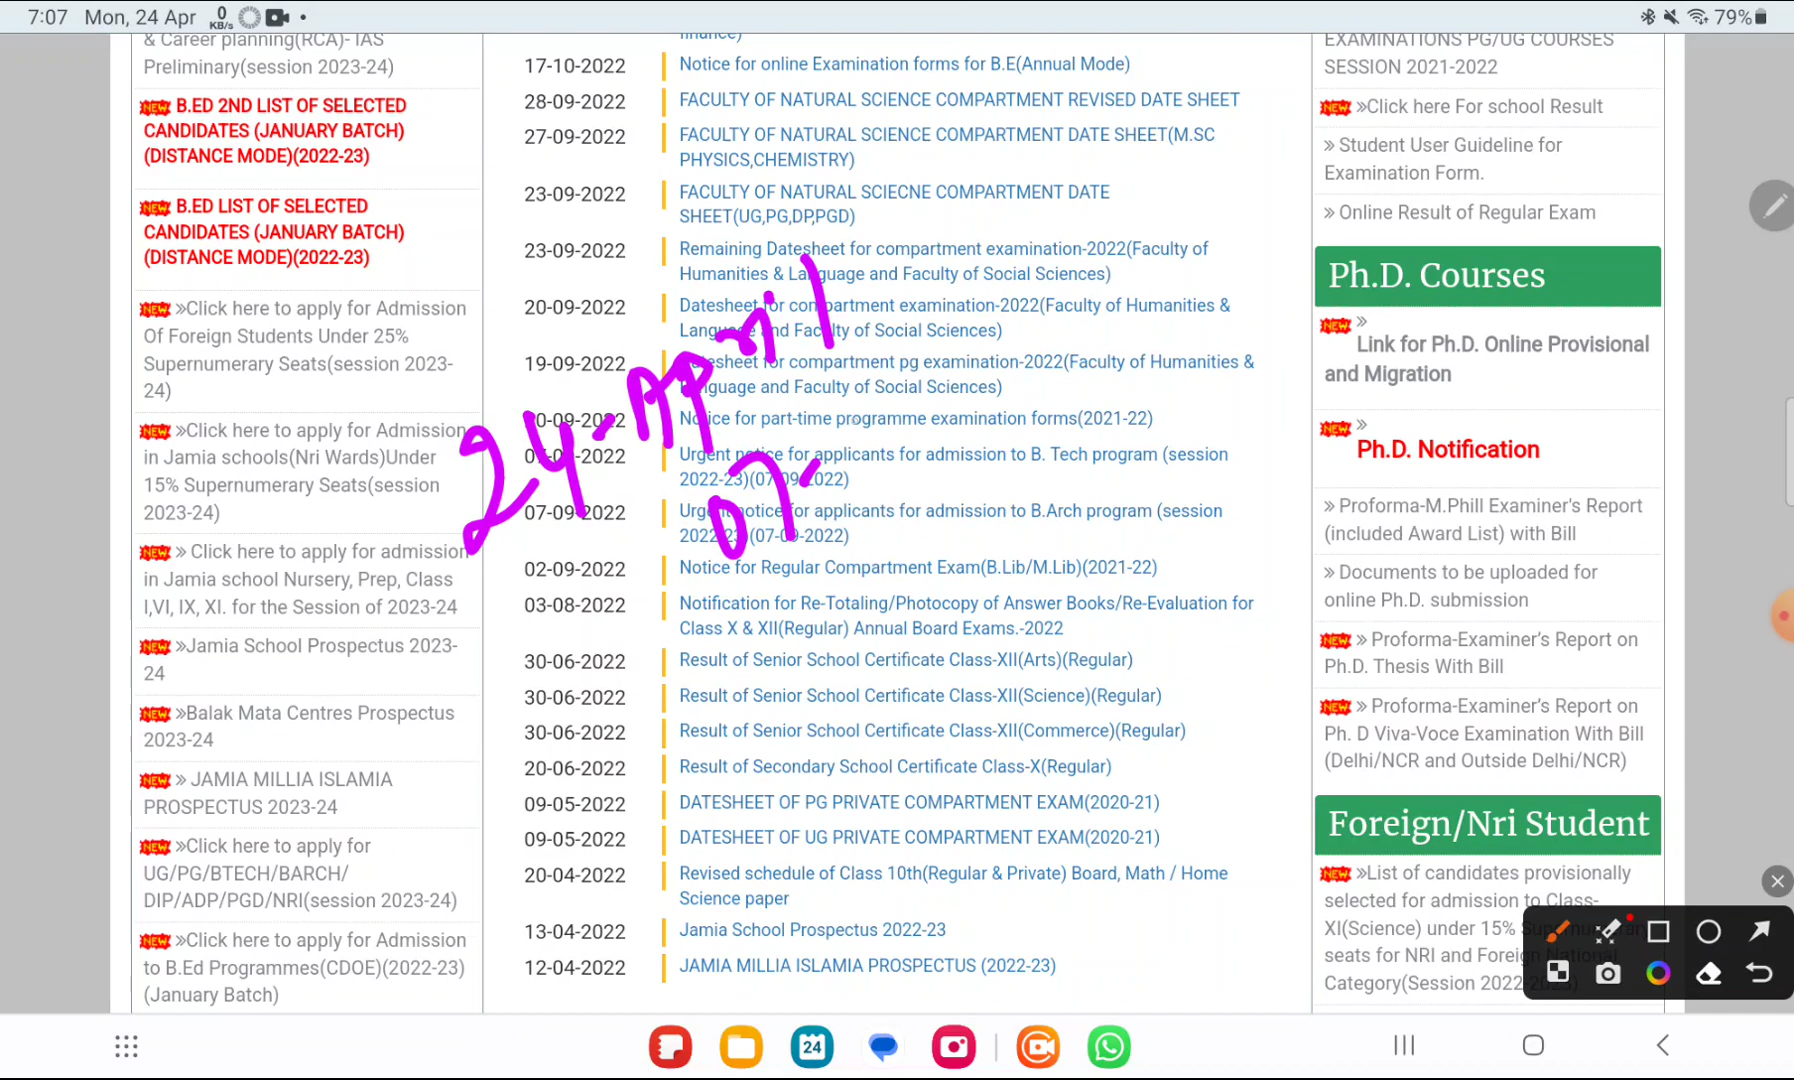 7:07 Mon, 24 Apr 0 KB/s 79%
& Career planning(RCA)- IAS
Preliminary(session 2023-24)
NEW B.ED 2ND LIST OF SELECTED
CANDIDATES (JANUARY BATCH)
(DISTANCE MODE)(2022-23)
NEW B.ED LIST OF SELECTED
CANDIDATES (JANUARY BATCH)
(DISTANCE MODE)(2022-23)
NEW »Click here to apply for Admission
Of Foreign Students Under 25%
Supernumerary Seats(session 2023-
24)
NEW »Click here to apply for Admission
in Jamia schools(Nri Wards)Under
15% Supernumerary Seats(session
2023-24)
NEW » Click here to apply for admission
in Jamia school Nursery, Prep, Class
I,VI, IX, XI. for the Session of 2023-24
NEW »Jamia School Prospectus 2023-
24
NEW »Balak Mata Centres Prospectus
2023-24
NEW » JAMIA MILLIA ISLAMIA
PROSPECTUS 2023-24
NEW »Click here to apply for
UG/PG/BTECH/BARCH/
DIP/ADP/PGD/NRI(session 2023-24)
NEW »Click here to apply for Admission
to B.Ed Programmes(CDOE)(2022-23)
(January Batch)
finance)
17-10-2022 Notice for online Examination forms for B.E(Annual Mode)
28-09-2022 FACULTY OF NATURAL SCIENCE COMPARTMENT REVISED DATE SHEET
27-09-2022 FACULTY OF NATURAL SCIENCE COMPARTMENT DATE SHEET(M.SC
PHYSICS,CHEMISTRY)
23-09-2022 FACULTY OF NATURAL SCIECNE COMPARTMENT DATE
SHEET(UG,PG,DP,PGD)
23-09-2022 Remaining Datesheet for compartment examination-2022(Faculty of
Humanities & Language and Faculty of Social Sciences)
20-09-2022 Datesheet for compartment examination-2022(Faculty of Humanities &
Language and Faculty of Social Sciences)
19-09-2022 Datesheet for compartment pg examination-2022(Faculty of Humanities &
Language and Faculty of Social Sciences)
Notice for part-time programme examination forms(2021-22)
Urgent notice for applicants for admission to B. Tech program (session
2022-23)(07-09-2022)
07-09-2022 Urgent notice for applicants for admission to B.Arch program (session
2022-23)(07-09-2022)
24-April
07-
02-09-2022 Notice for Regular Compartment Exam(B.Lib/M.Lib)(2021-22)
03-08-2022 Notification for Re-Totaling/Photocopy of Answer Books/Re-Evaluation for
Class X & XII(Regular) Annual Board Exams.-2022
30-06-2022 Result of Senior School Certificate Class-XII(Arts)(Regular)
30-06-2022 Result of Senior School Certificate Class-XII(Science)(Regular)
30-06-2022 Result of Senior School Certificate Class-XII(Commerce)(Regular)
20-06-2022 Result of Secondary School Certificate Class-X(Regular)
09-05-2022 DATESHEET OF PG PRIVATE COMPARTMENT EXAM(2020-21)
09-05-2022 DATESHEET OF UG PRIVATE COMPARTMENT EXAM(2020-21)
20-04-2022 Revised schedule of Class 10th(Regular & Private) Board, Math / Home
Science paper
13-04-2022 Jamia School Prospectus 2022-23
12-04-2022 JAMIA MILLIA ISLAMIA PROSPECTUS (2022-23)
EXAMINATIONS PG/UG COURSES
SESSION 2021-2022
NEW »Click here For school Result
» Student User Guideline for
Examination Form.
» Online Result of Regular Exam
Ph.D. Courses
NEW »
Link for Ph.D. Online Provisional
and Migration
NEW »
Ph.D. Notification
» Proforma-M.Phill Examiner's Report
(included Award List) with Bill
» Documents to be uploaded for
online Ph.D. submission
NEW » Proforma-Examiner's Report on
Ph.D. Thesis With Bill
NEW » Proforma-Examiner's Report on
Ph. D Viva-Voce Examination With Bill
(Delhi/NCR and Outside Delhi/NCR)
Foreign/Nri Student
NEW »List of candidates provisionally
selected for admission to Class-
XI(Science) under 15% Supernumerary
seats for NRI and Foreign National
Category(Session 2022-2023)
24